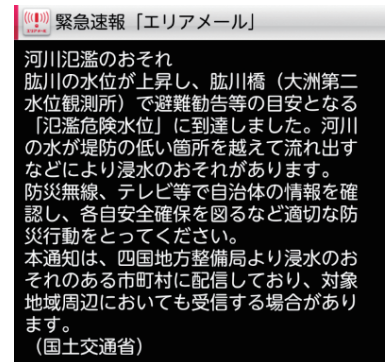 緊急速報「エリアメール」
河川氾濫のおそれ
肱川の水位が上昇し、肱川橋（大洲第二
水位観測所）で避難勧告等の目安となる
「氾濫危険水位」に到達しました。河川
の水が堤防の低い箇所を越えて流れ出す
などにより浸水のおそれがあります。
防災無線、テレビ等で自治体の情報を確
認し、各自安全確保を図るなど適切な防
災行動をとってください。
本通知は、四国地方整備局より浸水のお
それのある市町村に配信しており、対象
地域周辺においても受信する場合があり
ます。
（国土交通省）